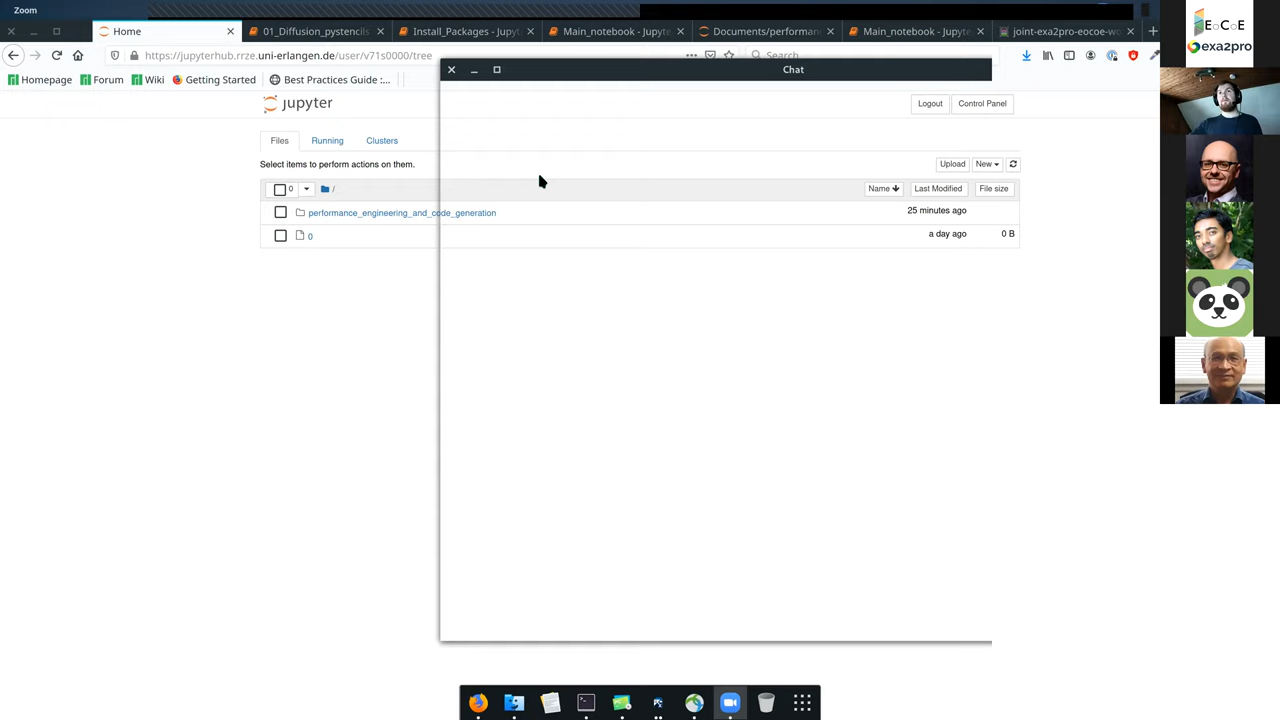 Zoom
Home
01_Diffusion_pystencils
Install_Packages - Jupyt
Main_notebook - Jupyte
Documents/performan
Main_notebook - Jupyte
joint-exa2pro-eocoe-wo
https://jupyterhub.rrze.uni-erlangen.de/user/v71s0000/tree
Search
Homepage
Forum
Wiki
Getting Started
Best Practices Guide :...
Chat
jupyter
Logout
Control Panel
Files
Running
Clusters
Select items to perform actions on them.
Upload
New
0
/
Name
Last Modified
File size
performance_engineering_and_code_generation
25 minutes ago
0
a day ago
0 B
EoCoE
exa2pro